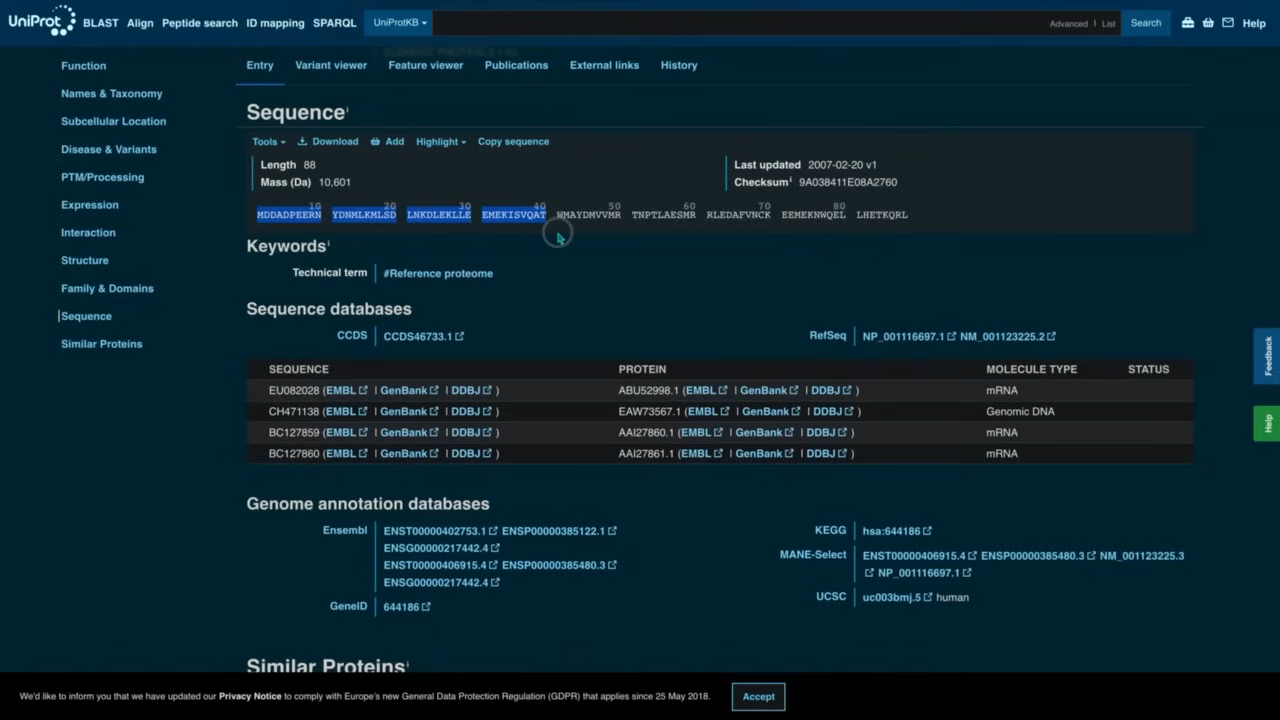 UniProt BLAST Align Peptide search ID mapping SPARQL UniProtKB Advanced | List Search Help
Function
Names & Taxonomy
Subcellular Location
Disease & Variants
PTM/Processing
Expression
Interaction
Structure
Family & Domains
Sequence
Similar Proteins
Entry Variant viewer Feature viewer Publications External links History
Sequence i
Tools Download Add Highlight Copy sequence
Length 88
Mass (Da) 10,601
Last updated 2007-02-20 v1
Checksum i 9A038411E08A2760
10 20 30 40 50 60 70 80
MDDADPEERN YDNMLKMLSD LNKDLEKLLE EMEKISVQAT WMAYDMVVMR TNPTLAESMR RLEDAFVNCK EEMEKNWQEL LHETKQRL
Keywords i
Technical term #Reference proteome
Sequence databases
CCDS CCDS46733.1
RefSeq NP_001116697.1 NM_001123225.2
SEQUENCE PROTEIN MOLECULE TYPE STATUS
EU082028 (EMBL | GenBank | DDBJ ) ABU52998.1 (EMBL | GenBank | DDBJ ) mRNA
CH471138 (EMBL | GenBank | DDBJ ) EAW73567.1 (EMBL | GenBank | DDBJ ) Genomic DNA
BC127859 (EMBL | GenBank | DDBJ ) AAI27860.1 (EMBL | GenBank | DDBJ ) mRNA
BC127860 (EMBL | GenBank | DDBJ ) AAI27861.1 (EMBL | GenBank | DDBJ ) mRNA
Genome annotation databases
Ensembl ENST00000402753.1 ENSP00000385122.1
ENSG00000217442.4
ENST00000406915.4 ENSP00000385480.3
ENSG00000217442.4
GeneID 644186
KEGG hsa:644186
MANE-Select ENST00000406915.4 ENSP00000385480.3 NM_001123225.3
NP_001116697.1
UCSC uc003bmj.5 human
Similar Proteins i
Feedback
Help
We'd like to inform you that we have updated our Privacy Notice to comply with Europe's new General Data Protection Regulation (GDPR) that applies since 25 May 2018. Accept